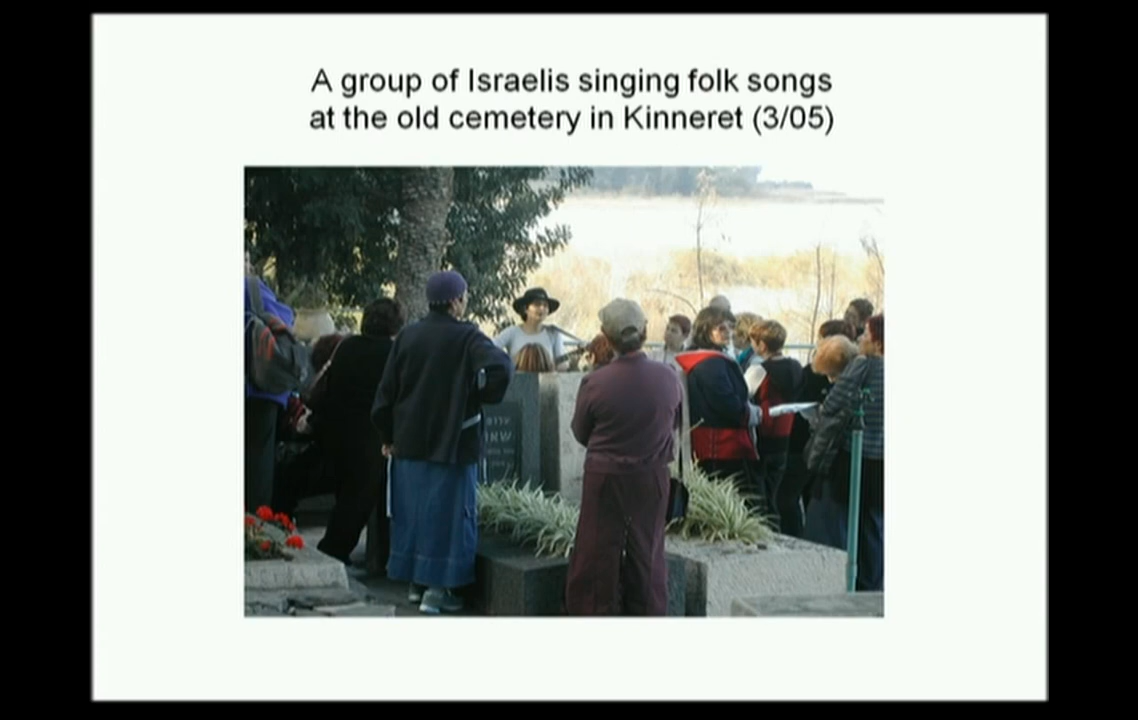 A group of Israelis singing folk songs
at the old cemetery in Kinneret (3/05)